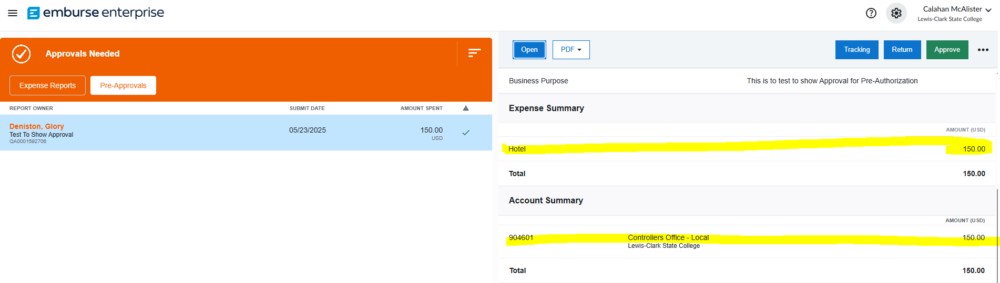 emburse enterprise
Calahan McAlister
Lewis-Clark State College
Approvals Needed
Expense Reports
Pre-Approvals
REPORT OWNER SUBMIT DATE AMOUNT SPENT
Deniston, Glory 05/23/2025 150.00
Test To Show Approval USD
QA0001592706
Open PDF Tracking Return Approve
Business Purpose This is to test to show Approval for Pre-Authorization
Expense Summary
AMOUNT (USD)
Hotel 150.00
Total 150.00
Account Summary
AMOUNT (USD)
904601 Controllers Office - Local 150.00
Lewis-Clark State College
Total 150.00